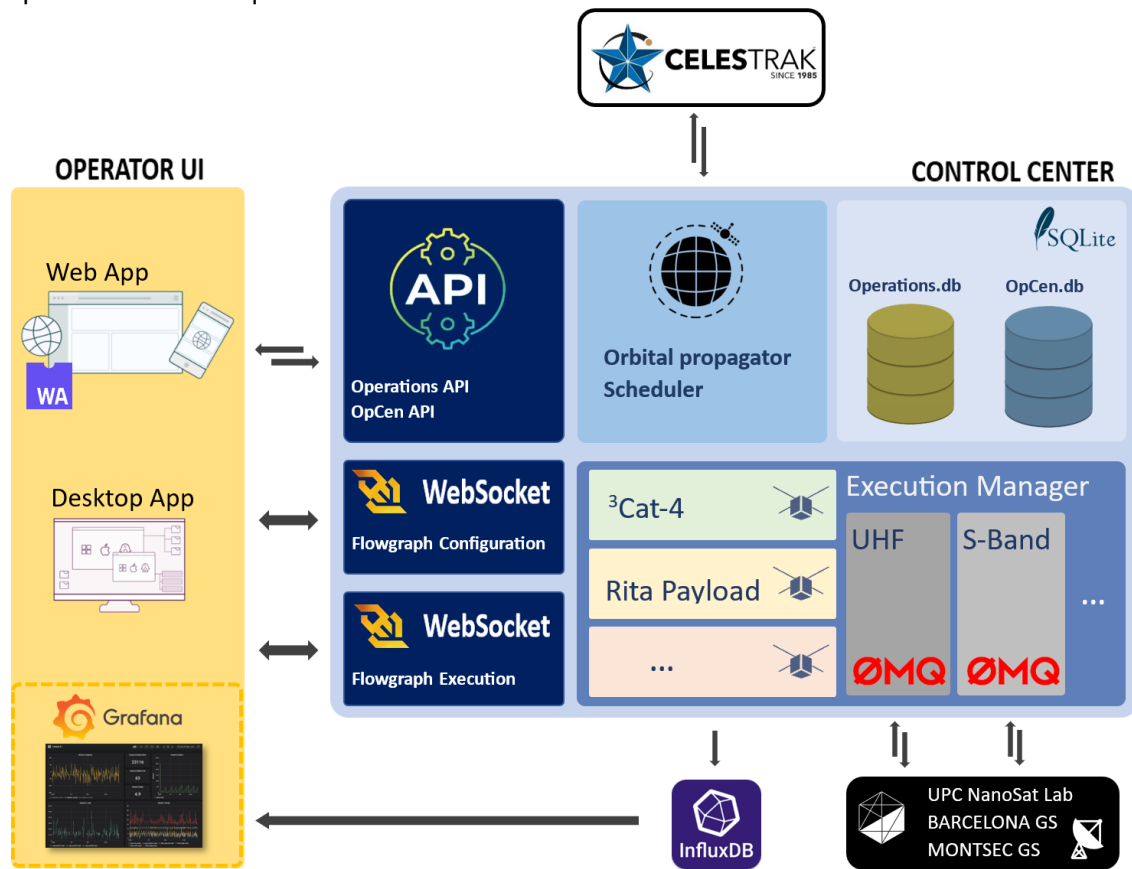 CELESTRAK
SINCE 1985
OPERATOR UI
CONTROL CENTER
Web App
WA
Desktop App
Grafana
API
Operations API
OpCen API
Orbital propagator
Scheduler
SQLite
Operations.db
OpCen.db
WebSocket
Flowgraph Configuration
WebSocket
Flowgraph Execution
³Cat-4
Rita Payload
...
Execution Manager
UHF
S-Band
...
ØMQ
ØMQ
InfluxDB
UPC NanoSat Lab
BARCELONA GS
MONTSEC GS